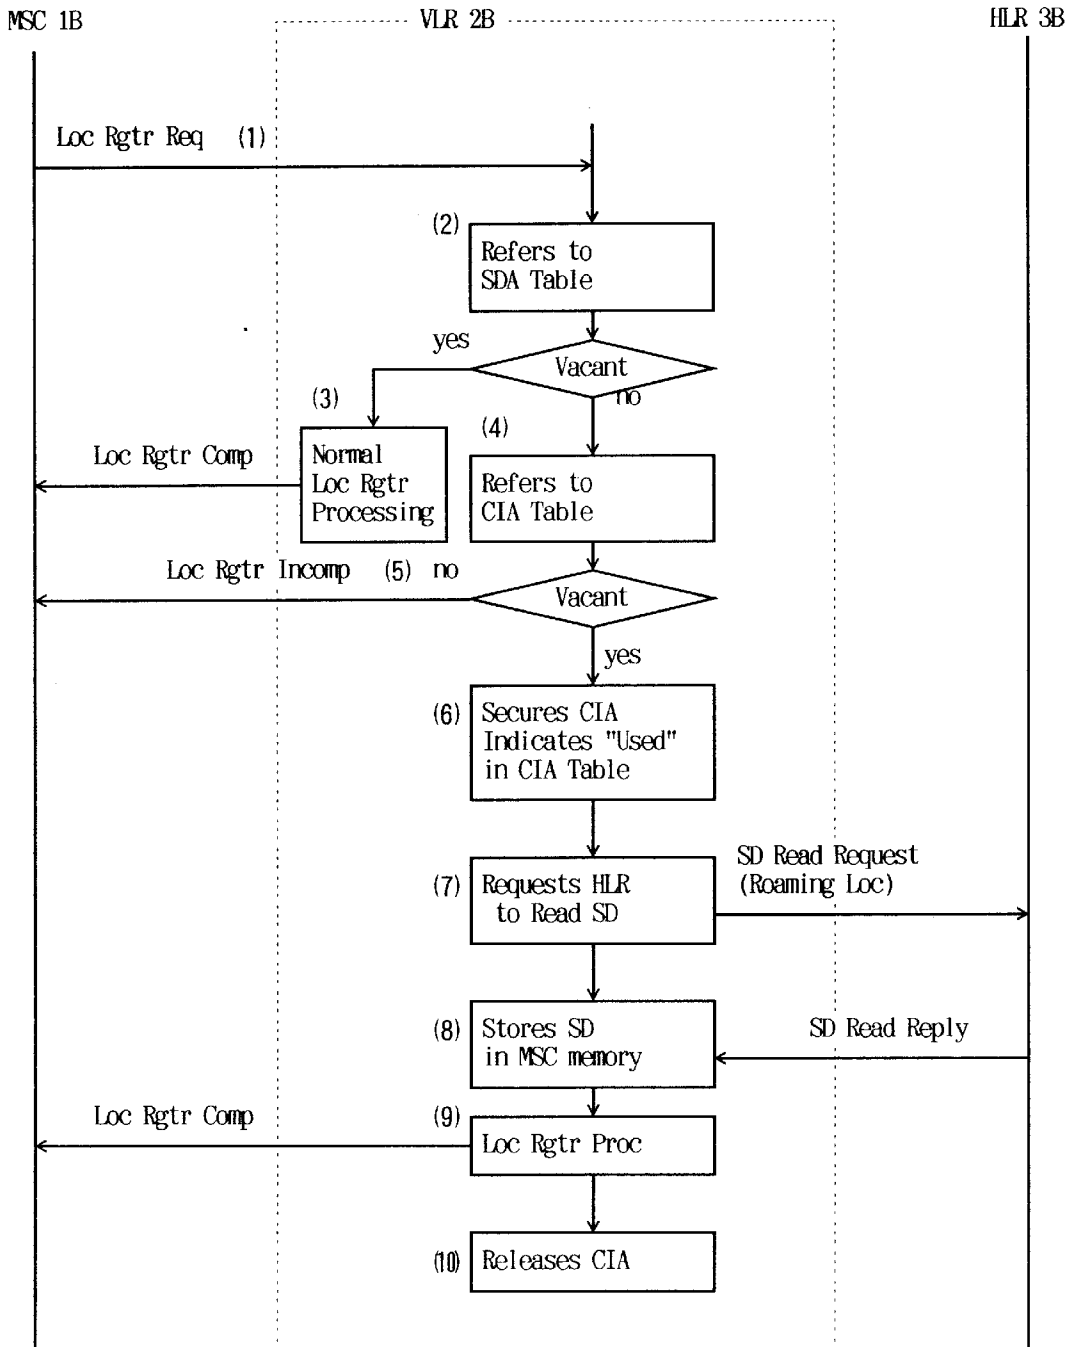 MSC 1B
VLR 2B
HLR 3B
Loc Rgtr Req (1)
(2)
Refers to
SDA Table
yes
Vacant
no
(3)
(4)
Loc Rgtr Comp
Normal
Loc Rgtr
Processing
Refers to
CIA Table
Loc Rgtr Incomp (5) no
Vacant
yes
(6)
Secures CIA
Indicates "Used"
in CIA Table
SD Read Request
(Roaming Loc)
(7)
Requests HLR
to Read SD
(8)
Stores SD
in MSC memory
SD Read Reply
Loc Rgtr Comp
(9)
Loc Rgtr Proc
(10)
Releases CIA